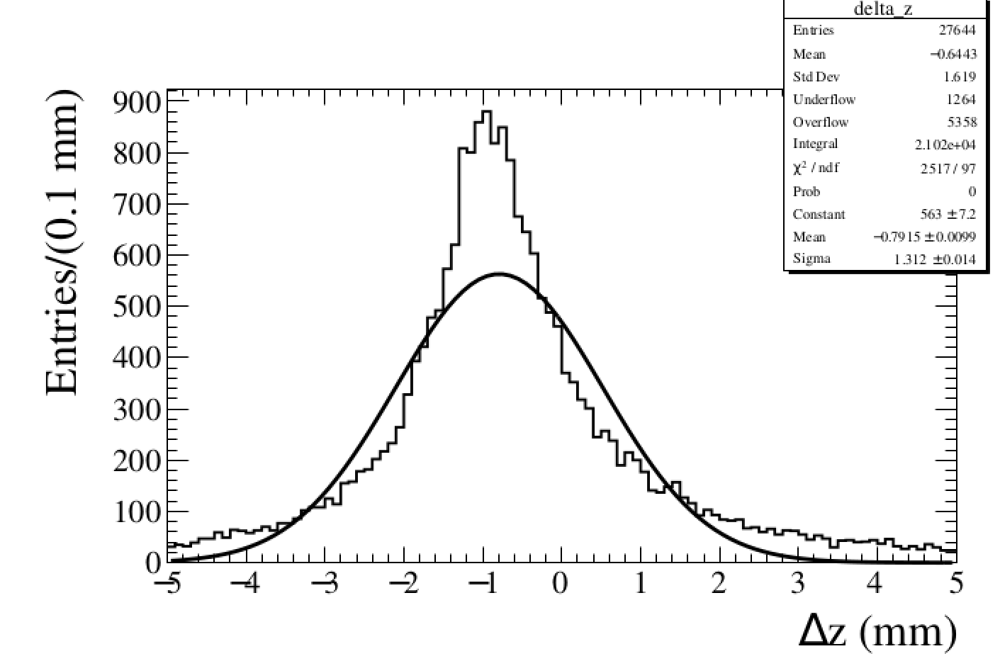 delta_z
Entries 27644
Mean −0.6443
Std Dev 1.619
Underflow 1264
Overflow 5358
Integral 2.102e+04
χ² / ndf 2517 / 97
Prob 0
Constant 563 ± 7.2
Mean −0.7915 ± 0.0099
Sigma 1.312 ± 0.014
Entries/(0.1 mm)
900
800
700
600
500
400
300
200
100
0
−5 −4 −3 −2 −1 0 1 2 3 4 5
Δz (mm)